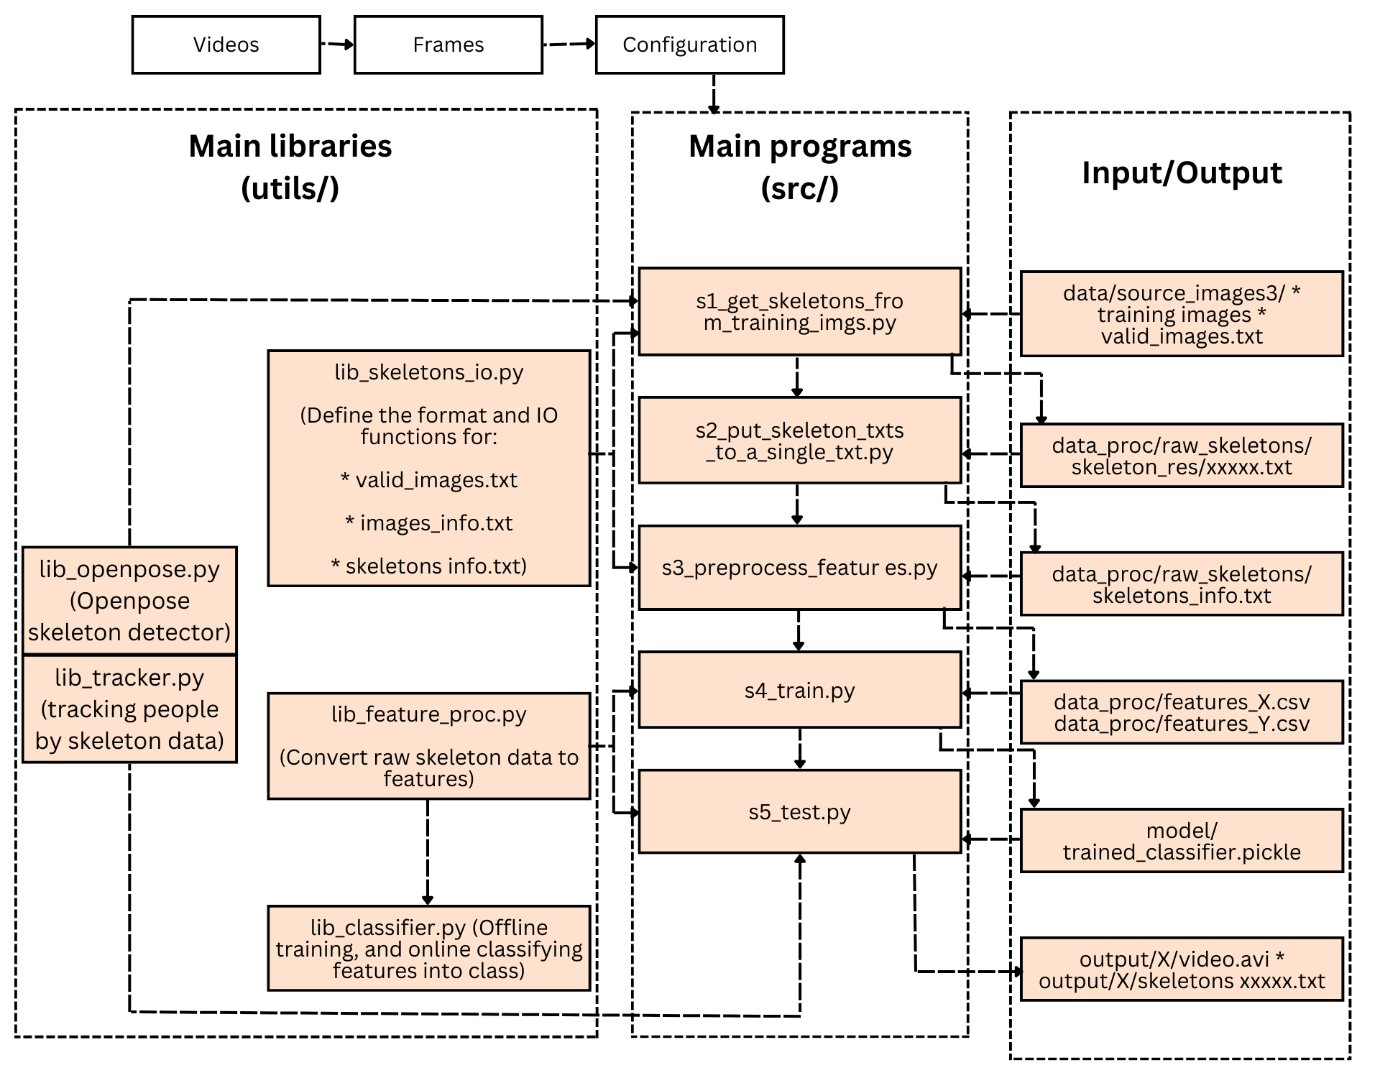 Videos
Frames
Configuration
Main libraries
(utils/)
Main programs
(src/)
Input/Output
s1_get_skeletons_fro
m_training_imgs.py
data/source_images3/ *
training images *
valid_images.txt
lib_skeletons_io.py
(Define the format and IO
functions for:
* valid_images.txt
* images_info.txt
* skeletons info.txt)
s2_put_skeleton_txts
_to_a_single_txt.py
data_proc/raw_skeletons/
skeleton_res/xxxxx.txt
lib_openpose.py
(Openpose
skeleton detector)
s3_preprocess_featur es.py
data_proc/raw_skeletons/
skeletons_info.txt
lib_tracker.py
(tracking people
by skeleton data)
lib_feature_proc.py
(Convert raw skeleton data to
features)
s4_train.py
data_proc/features_X.csv
data_proc/features_Y.csv
s5_test.py
model/
trained_classifier.pickle
lib_classifier.py (Offline
training, and online classifying
features into class)
output/X/video.avi *
output/X/skeletons xxxxx.txt